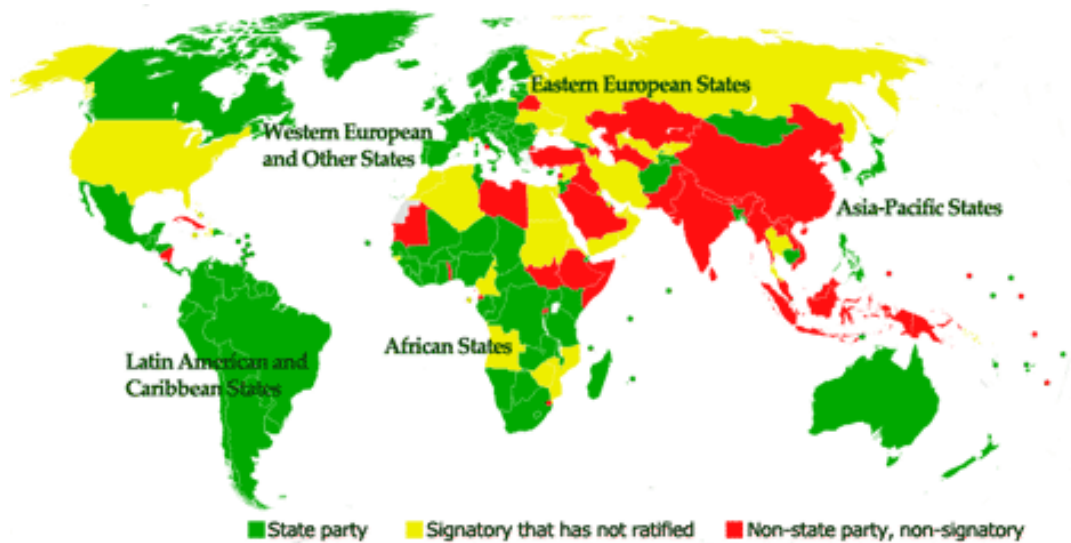 Eastern European States
Western European
and Other States
Asia-Pacific States
African States
Latin American and
Caribbean States
State party
Signatory that has not ratified
Non-state party, non-signatory